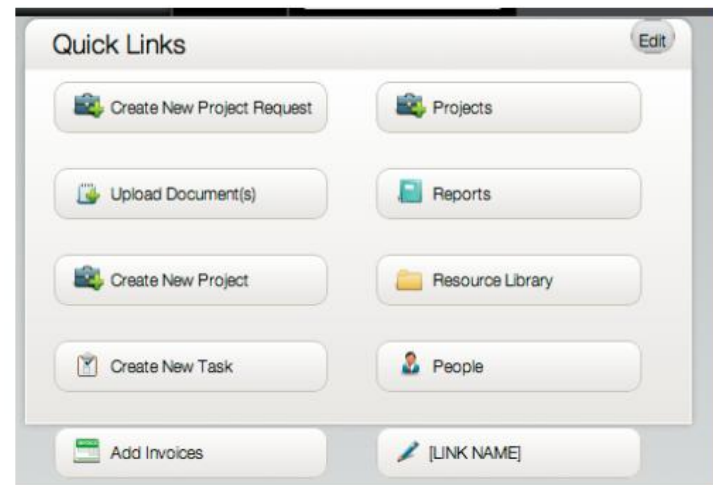 Quick Links
Edit
Create New Project Request
Projects
Upload Document(s)
Reports
Create New Project
Resource Library
Create New Task
People
Add Invoices
[LINK NAME]